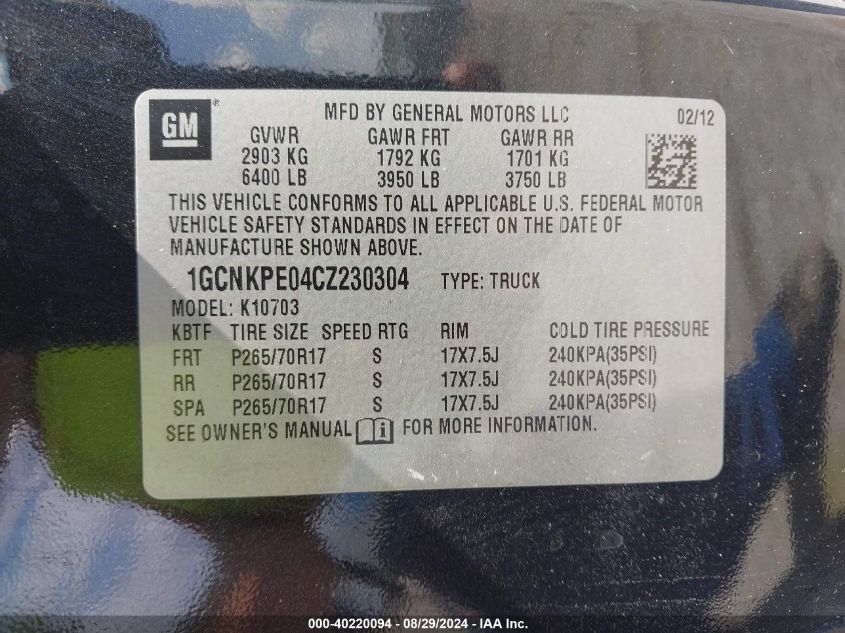 GM ® MFD BY GENERAL MOTORS LLC 02/12
GVWR GAWR FRT GAWR RR
2903 KG 1792 KG 1701 KG
6400 LB 3950 LB 3750 LB
THIS VEHICLE CONFORMS TO ALL APPLICABLE U.S. FEDERAL MOTOR
VEHICLE SAFETY STANDARDS IN EFFECT ON THE DATE OF
MANUFACTURE SHOWN ABOVE.
1GCNKPE04CZ230304 TYPE: TRUCK
MODEL: K10703
KBTF TIRE SIZE SPEED RTG RIM COLD TIRE PRESSURE
FRT P265/70R17 S 17X7.5J 240KPA(35PSI)
RR P265/70R17 S 17X7.5J 240KPA(35PSI)
SPA P265/70R17 S 17X7.5J 240KPA(35PSI)
SEE OWNER'S MANUAL i FOR MORE INFORMATION.
000-40220094 - 08/29/2024 - IAA Inc.